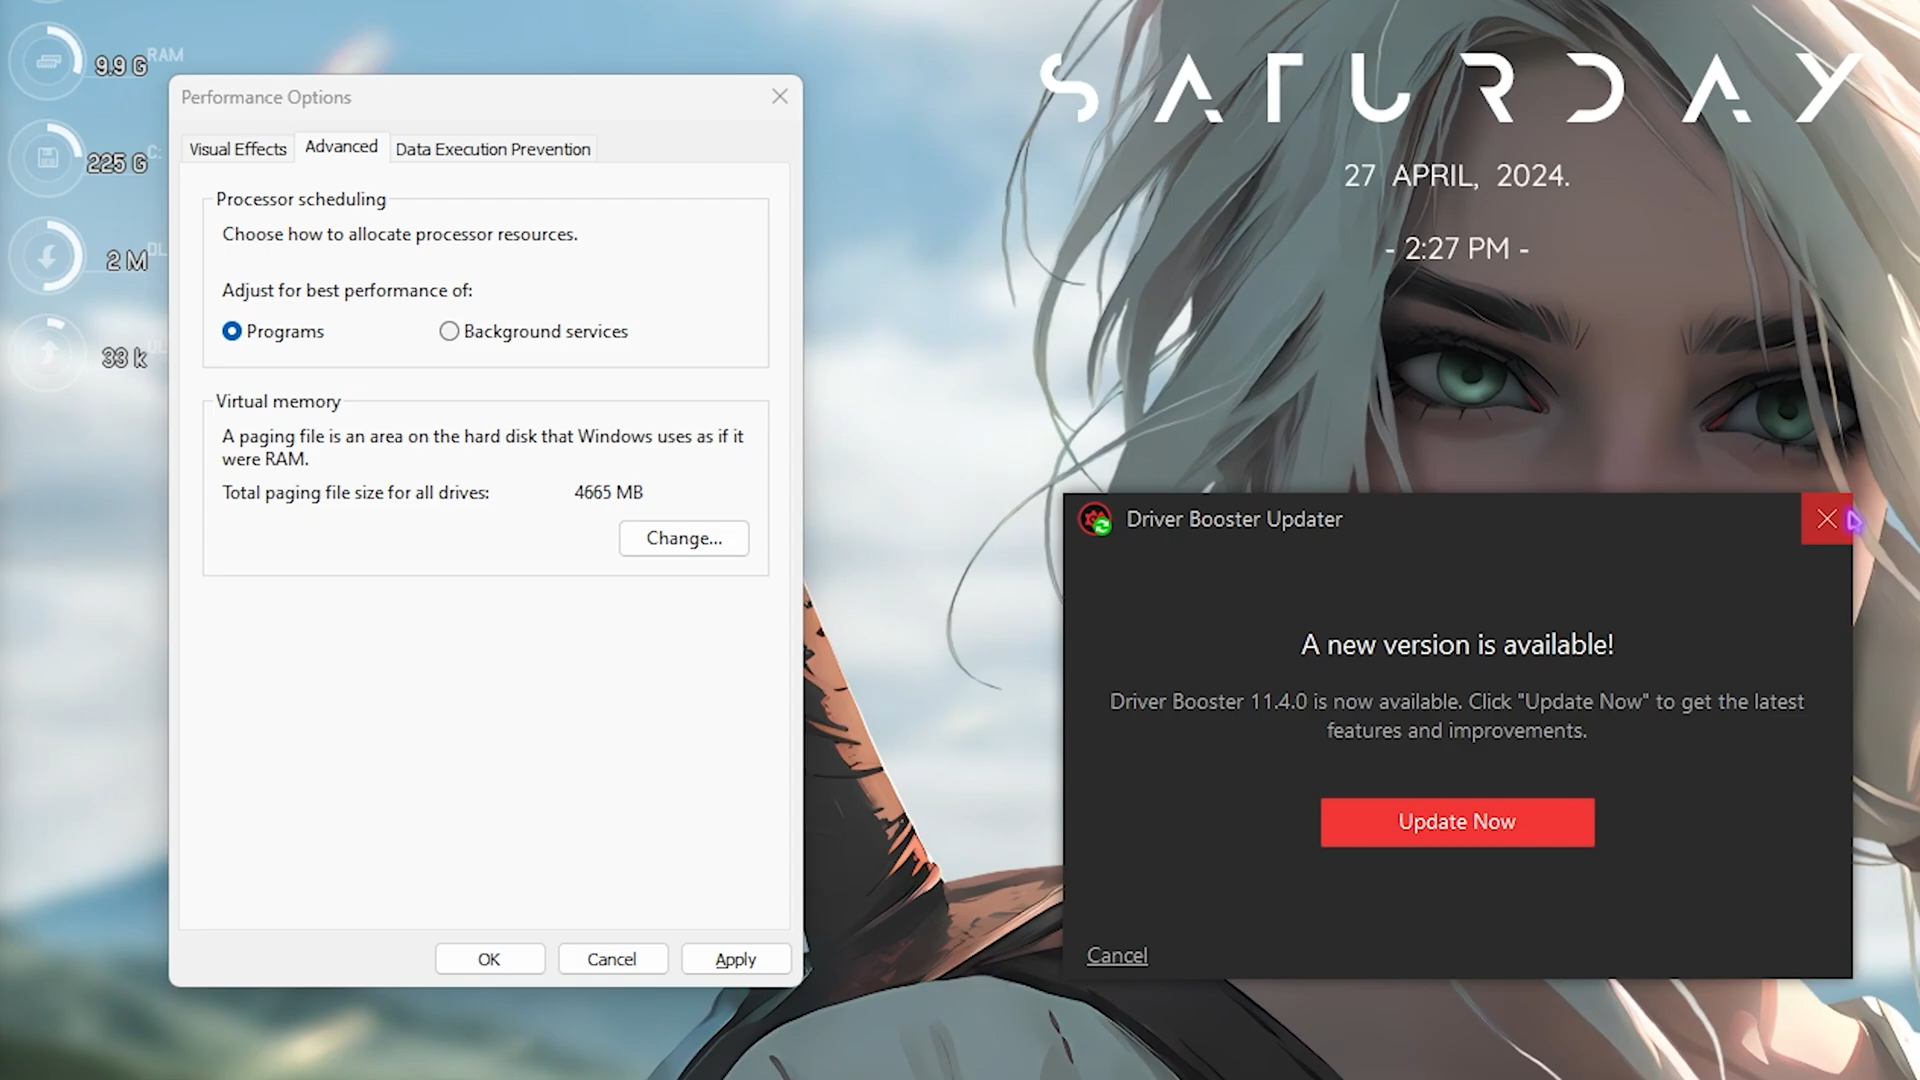 RAM
9.9 G
C:
225 G
DL
2 M
UL
33 k
Performance Options
Visual Effects
Advanced
Data Execution Prevention
Processor scheduling
Choose how to allocate processor resources.
Adjust for best performance of:
Programs
Background services
Virtual memory
A paging file is an area on the hard disk that Windows uses as if it
were RAM.
Total paging file size for all drives: 4665 MB
Change...
OK
Cancel
Apply
SATURDAY
27 APRIL, 2024.
- 2:27 PM -
Driver Booster Updater
A new version is available!
Driver Booster 11.4.0 is now available. Click "Update Now" to get the latest
features and improvements.
Update Now
Cancel